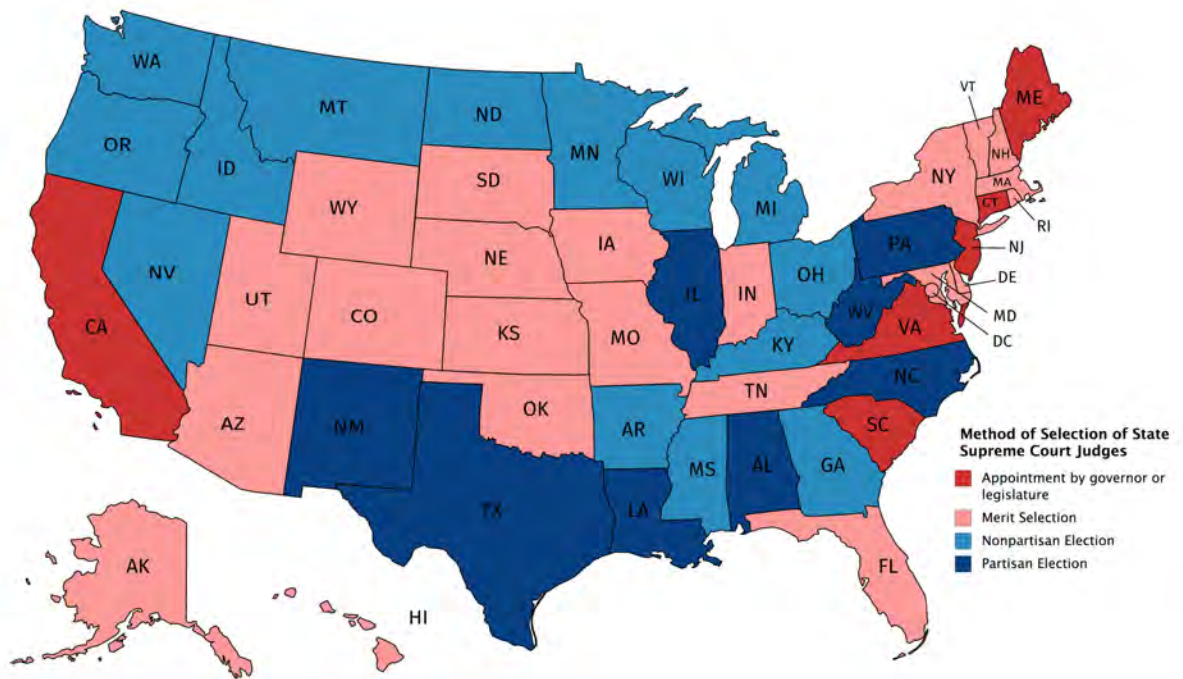 WA
MT
ND
MN
OR
ID
WI
MI
SD
WY
IA
NE
NV
UT
CO
KS
MO
IL
IN
OH
PA
NY
VT
NH
ME
MA
CT
RI
NJ
DE
MD
DC
CA
WV
VA
KY
NC
TN
AZ
NM
OK
AR
SC
MS
AL
GA
TX
LA
FL
AK
HI
Method of Selection of State
Supreme Court Judges
Appointment by governor or
legislature
Merit Selection
Nonpartisan Election
Partisan Election